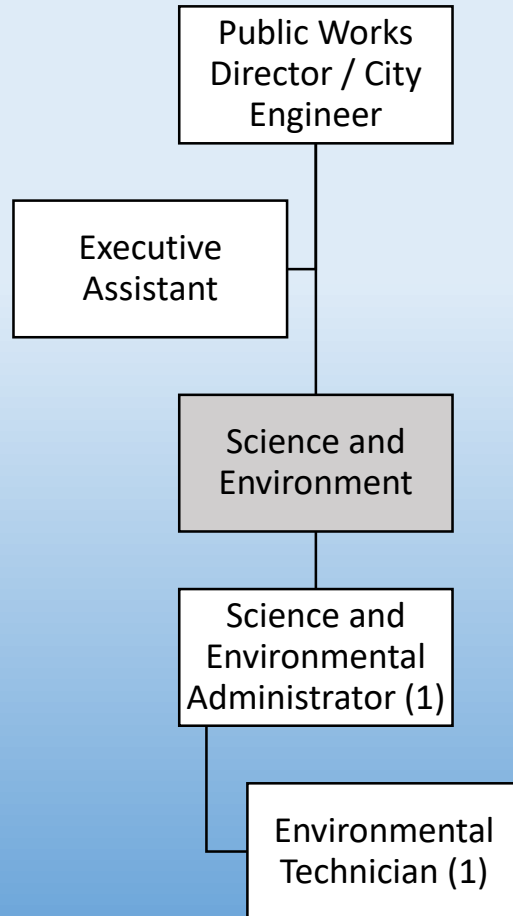 Public Works
Director / City
Engineer
Executive
Assistant
Science and
Environment
Science and
Environmental
Administrator (1)
Environmental
Technician (1)